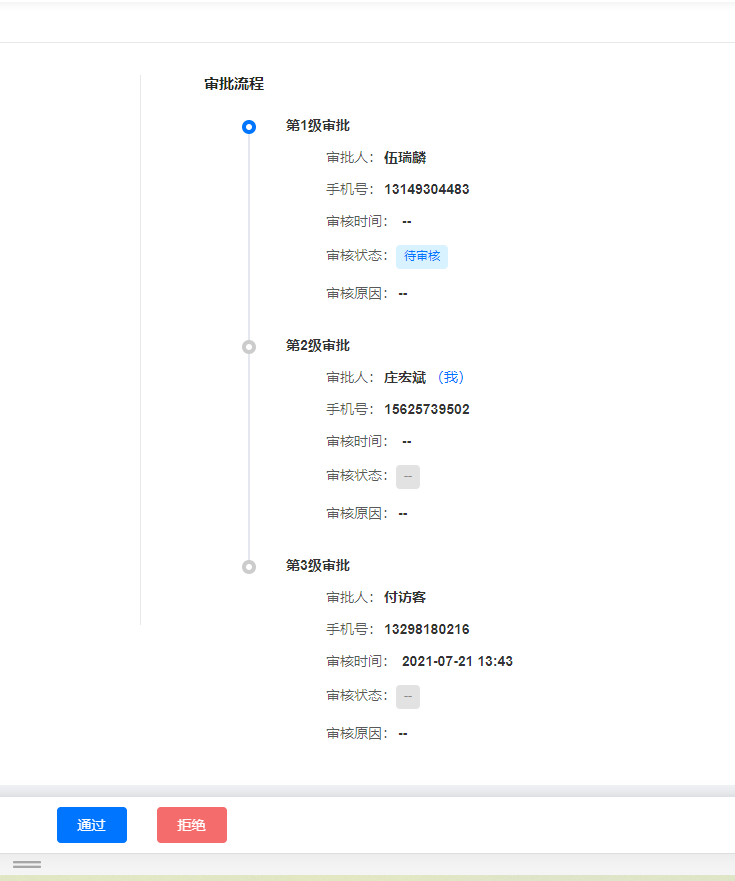 审批流程
第1级审批
审批人： 伍瑞麟
手机号： 13149304483
审核时间： --
审核状态： 待审核
审核原因： --
第2级审批
审批人： 庄宏斌 （我）
手机号： 15625739502
审核时间： --
审核状态： --
审核原因： --
第3级审批
审批人： 付访客
手机号： 13298180216
审核时间： 2021-07-21 13:43
审核状态： --
审核原因： --
通过 拒绝